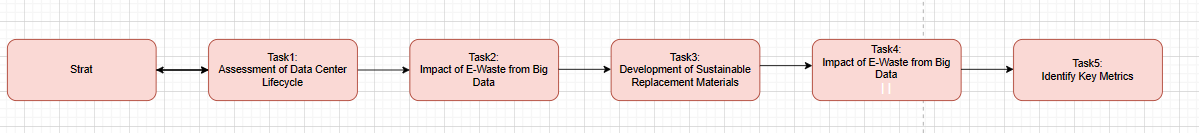 Strat
Task1:
Assessment of Data Center
Lifecycle
Task2:
Impact of E-Waste from Big
Data
Task3:
Development of Sustainable
Replacement Materials
Task4:
Impact of E-Waste from Big
Data
Task5:
Identify Key Metrics